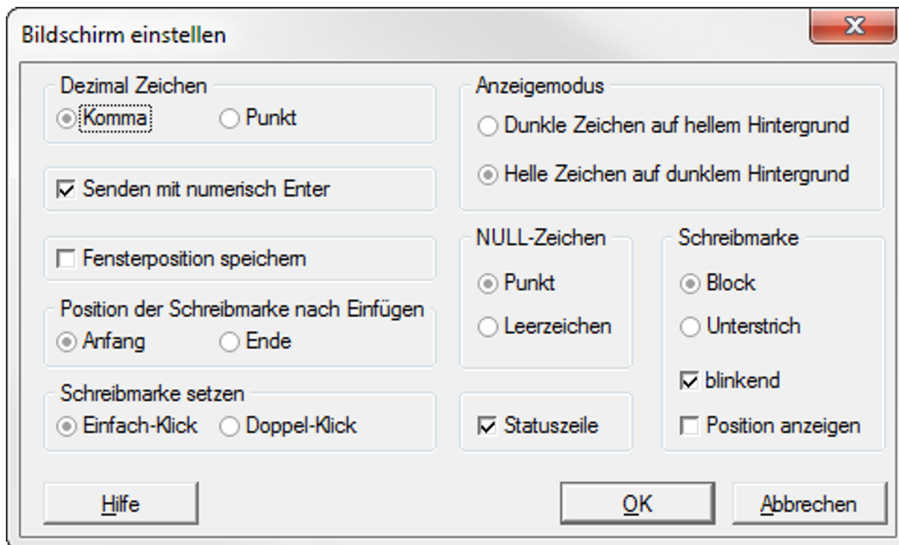 Bildschirm einstellen
Dezimal Zeichen
Komma Punkt
Senden mit numerisch Enter
Fensterposition speichern
Position der Schreibmarke nach Einfügen
Anfang Ende
Schreibmarke setzen
Einfach-Klick Doppel-Klick
Anzeigemodus
Dunkle Zeichen auf hellem Hintergrund
Helle Zeichen auf dunklem Hintergrund
NULL-Zeichen
Punkt
Leerzeichen
Statuszeile
Schreibmarke
Block
Unterstrich
blinkend
Position anzeigen
Hilfe
OK
Abbrechen